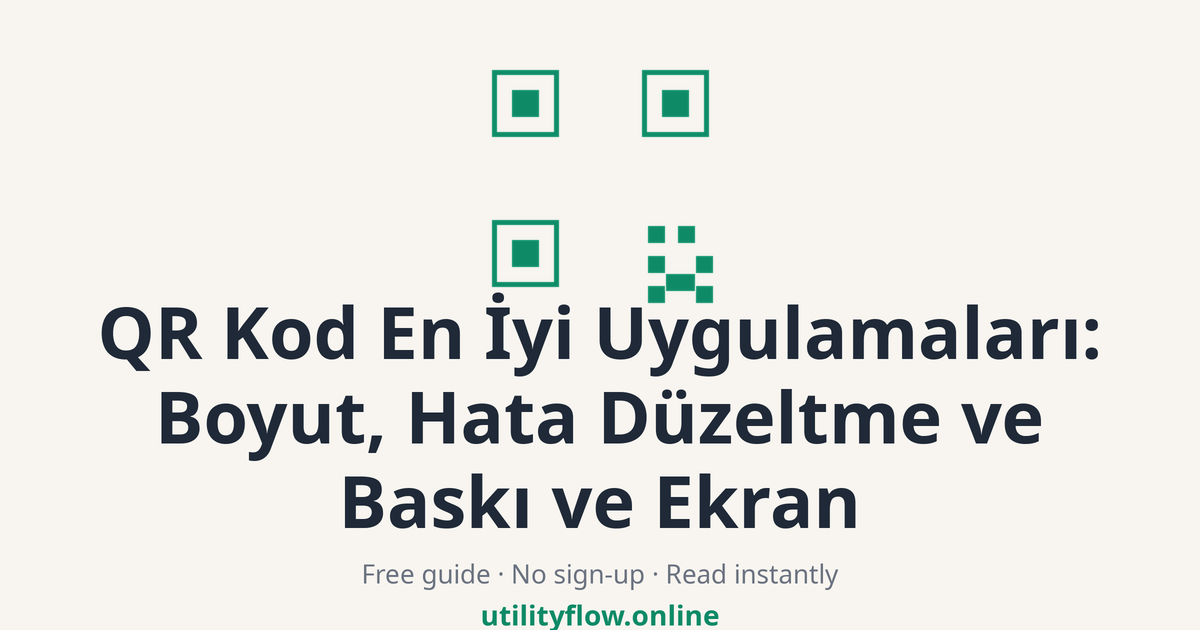 QR Kod En İyi Uygulamaları:
Boyut, Hata Düzeltme ve
Baskı ve Ekran
Free guide · No sign-up · Read instantly
utilityflow.online